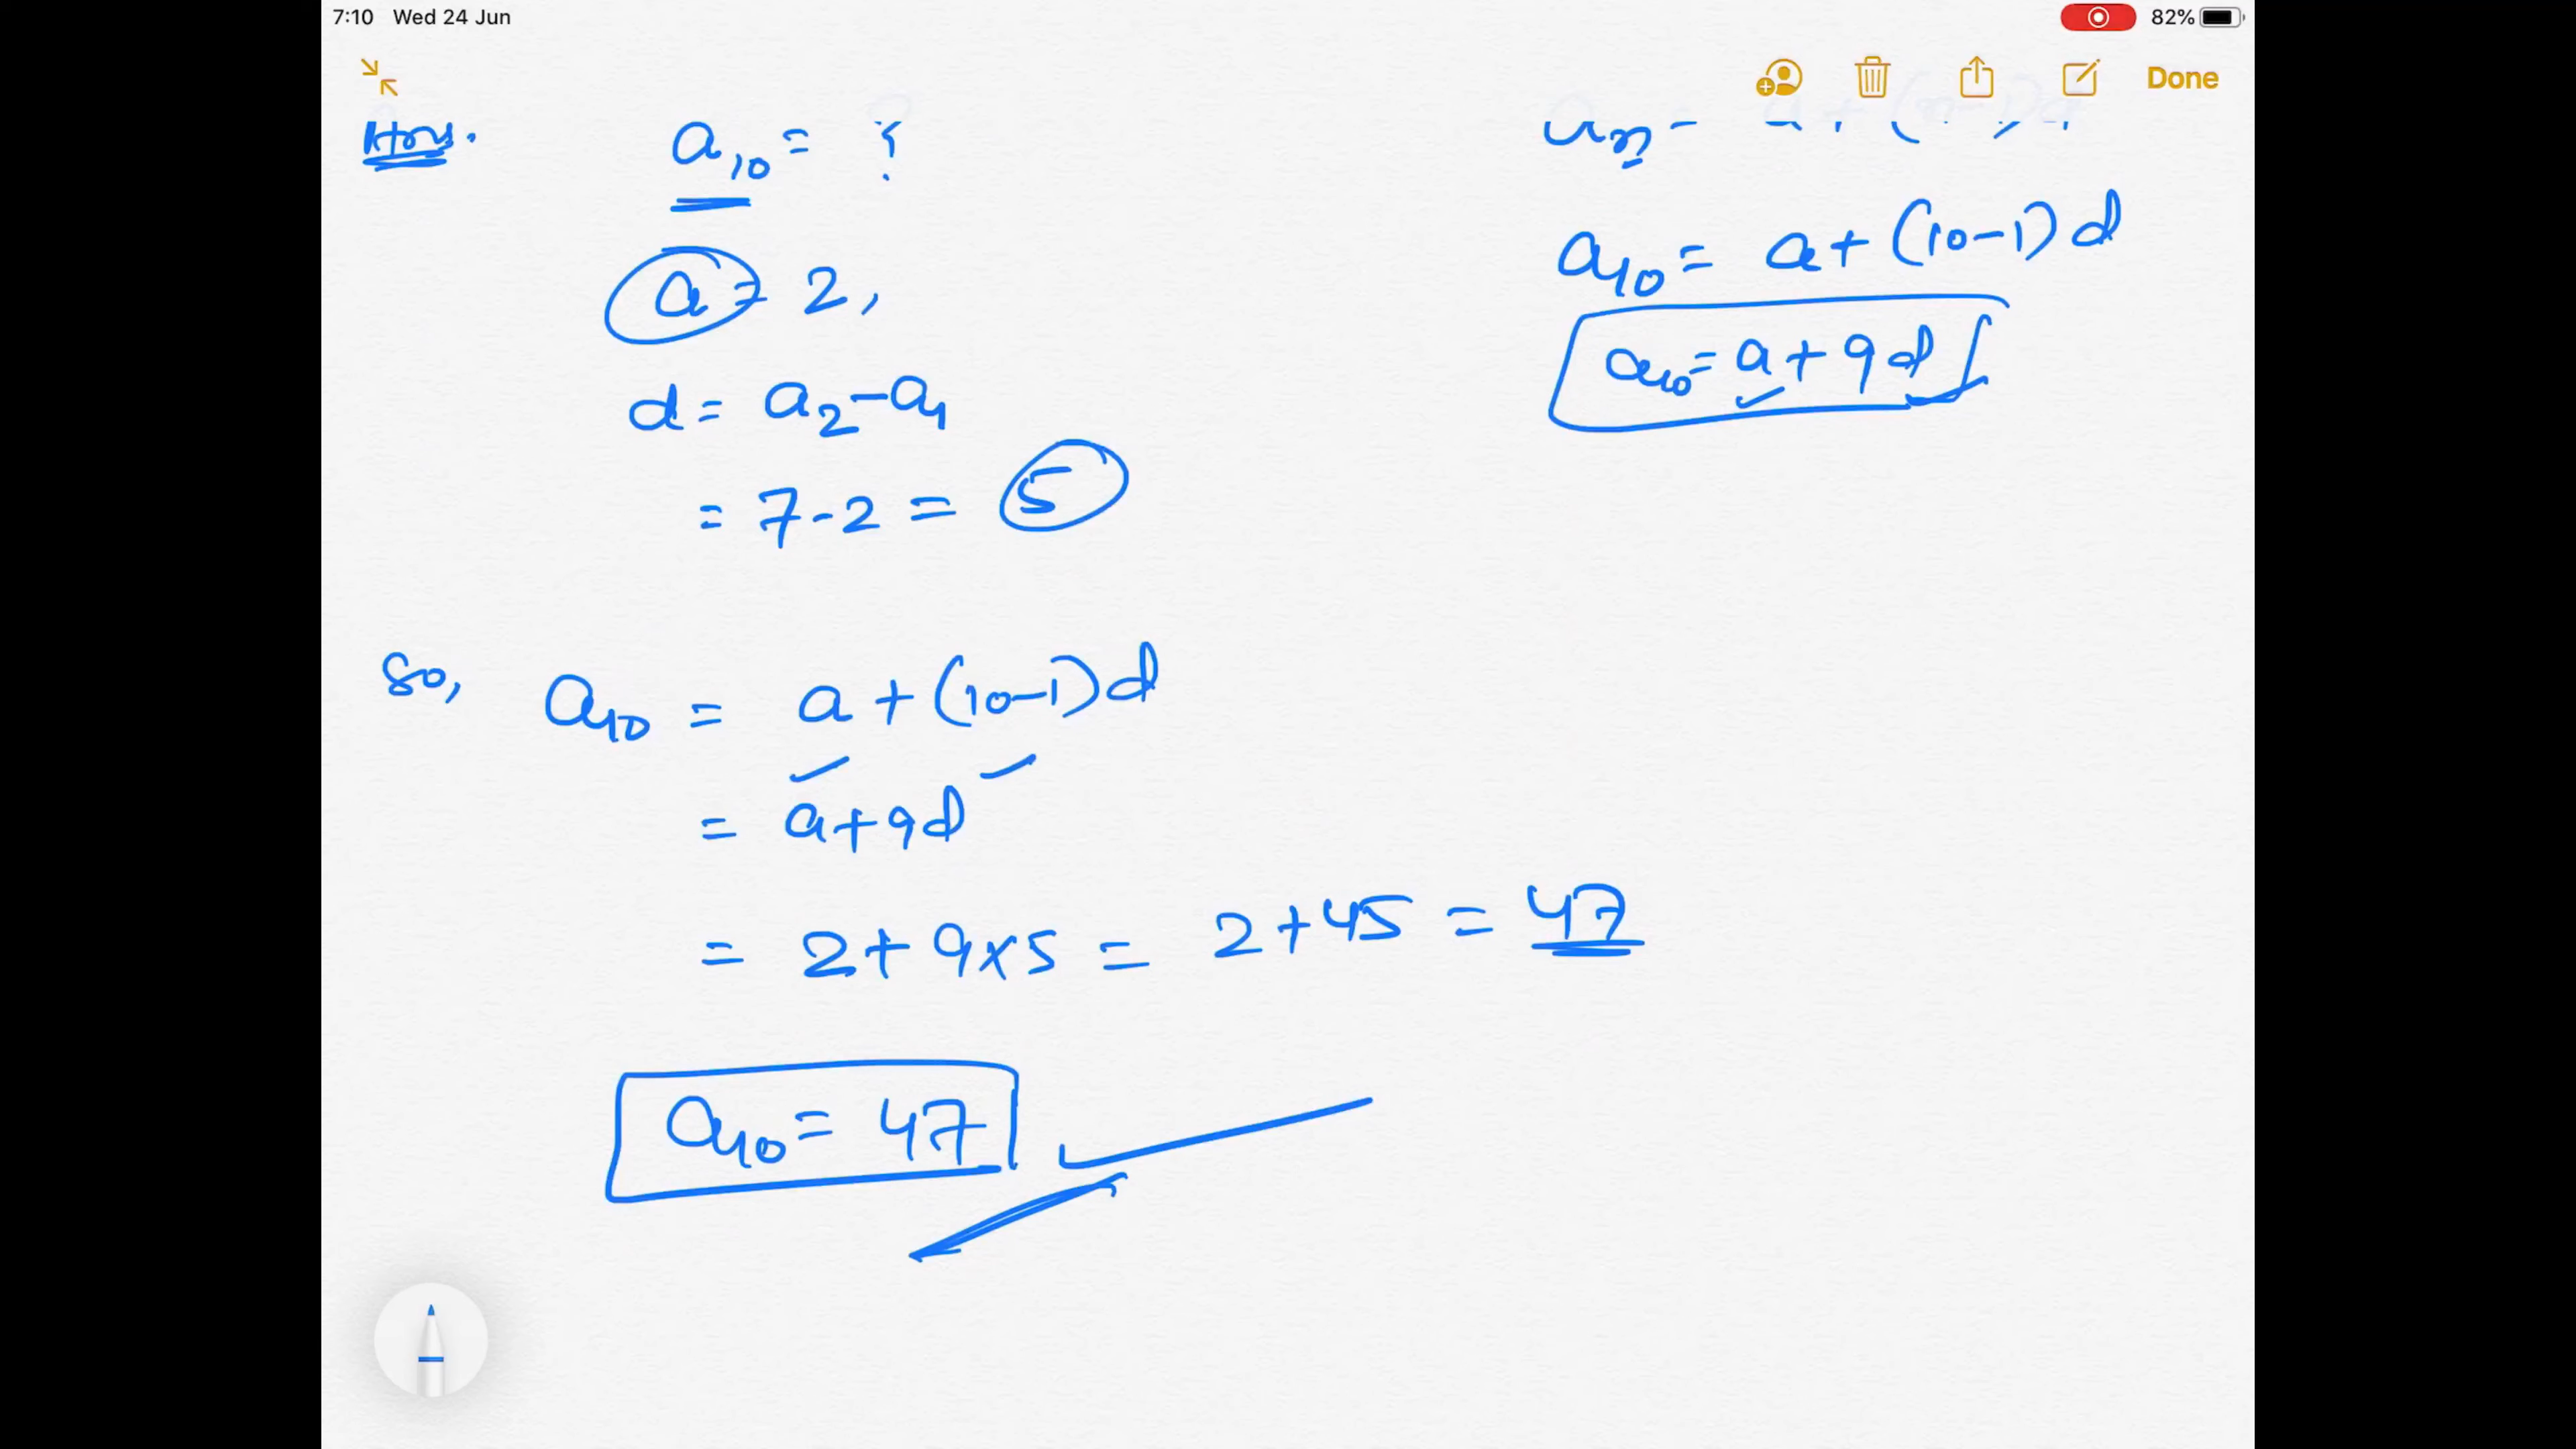 7:10 Wed 24 Jun
82%
Done
a₁₀ = ?
a = 2,
d = a₂ - a₁
= 7 - 2 = 5
a₁₀ = a + (10-1) d
a₁₀ = a + 9d
So, a₁₀ = a + (10-1) d
= a + 9d
= 2 + 9 x 5 = 2 + 45 = 47
a₁₀ = 47